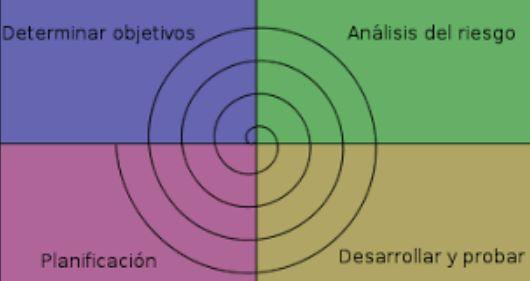 Determinar objetivos
Análisis del riesgo
Planificación
Desarrollar y probar